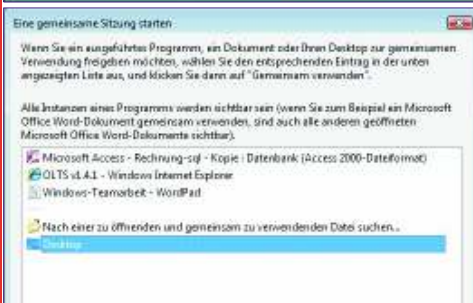 Eine gemeinsame Sitzung starten
Wenn Sie ein ausgeführtes Programm, ein Dokument oder Ihren Desktop zur gemeinsamen
Verwendung freigeben möchten, wählen Sie den entsprechenden Eintrag in der unten
angezeigten Liste aus, und klicken Sie dann auf "Gemeinsam verwenden".
Alle Instanzen eines Programms werden sichtbar sein (wenn Sie zum Beispiel ein Microsoft
Office Word-Dokument gemeinsam verwenden, sind auch alle anderen geöffneten
Microsoft Office Word-Dokumente sichtbar).
Microsoft Access - Rechnung-sql - Kopie : Datenbank (Access 2000-Dateiformat)
OLTS v1.4.1 - Windows Internet Explorer
Windows-Teamarbeit - WordPad
Nach einer zu öffnenden und gemeinsam zu verwendenden Datei suchen...
Desktop